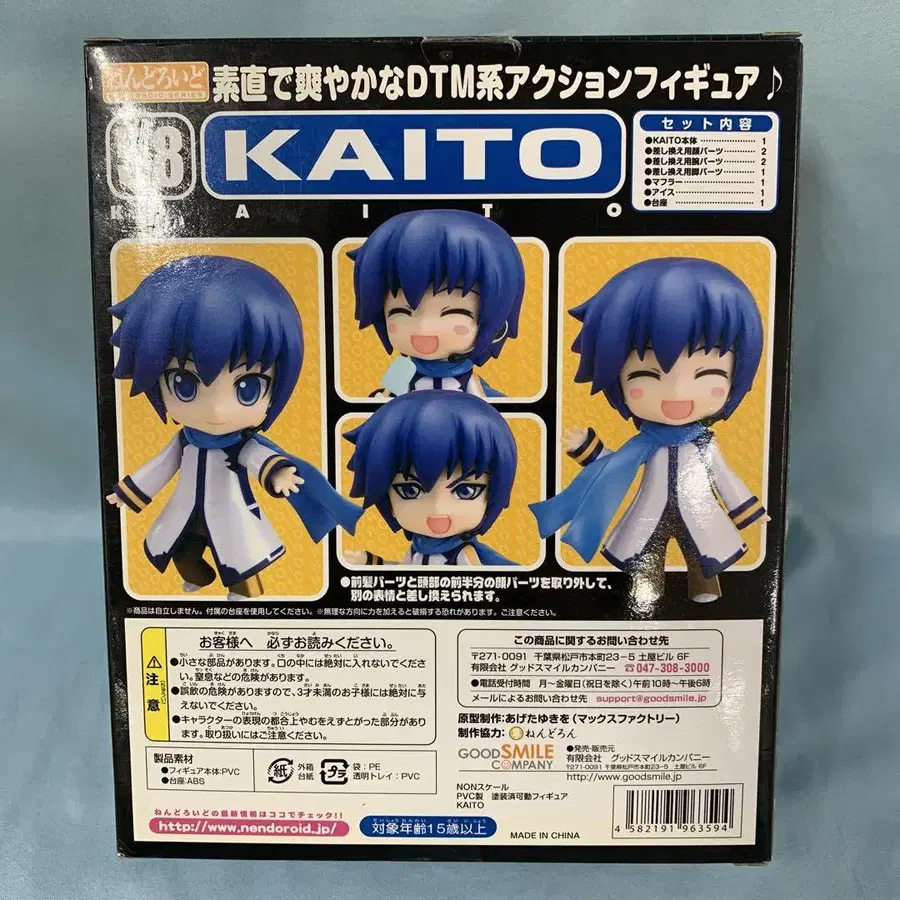 ねんどろいど
NENDOROID SERIES
素直で爽やかなDTM系アクションフィギュア♪
58
KAITO
KAITO
セット内容
●KAITO本体 1
●差し換え用顔パーツ 2
●差し換え用腕パーツ 2
●差し換え用脚パーツ 1
●マフラー 1
●アイス 1
●台座 1
●前髪パーツと頭部の前半分の顔パーツを取り外して、
別の表情と差し換えられます。
※商品は自立しません。付属の台座を使用してください。※無理な方向に力を加えると破損する恐れがあります。ご注意ください。
注意
お客様へ 必ずお読みください。
●小さな部品があります。口の中には絶対に入れないでくださ
い。窒息などの危険があります。
●誤飲の危険がありますので、3才未満のお子様には絶対に与
えないでください。
●キャラクターの表現の都合上やむをえずとがった部分があり
ます。取り扱いにはご注意ください。
製品素材
●フィギュア本体:PVC
●台座:ABS
紙
外箱
台紙
プラ
袋:PE
透明トレイ:PVC
ねんどろいどの最新情報はココでチェック!!
http://www.nendoroid.jp/
対象年齢15歳以上
この商品に関するお問い合わせ先
〒271-0091 千葉県松戸市本町23-5 土屋ビル 6F
有限会社 グッドスマイルカンパニー ☎047-308-3000
●電話受付時間 月〜金曜日(祝日を除く)午前10時〜午後6時
メールによるお問い合わせ先 support@goodsmile.jp
原型制作:あげたゆきを(マックスファクトリー)
制作協力:ねんどろん
GOOD SMILE
COMPANY
●発売・販売元
有限会社 グッドスマイルカンパニー
〒271-0091 千葉県松戸市本町23-5 土屋ビル 6F
http://www.goodsmile.jp
NONスケール
PVC製 塗装済可動フィギュア
KAITO
MADE IN CHINA
4 582191 963594